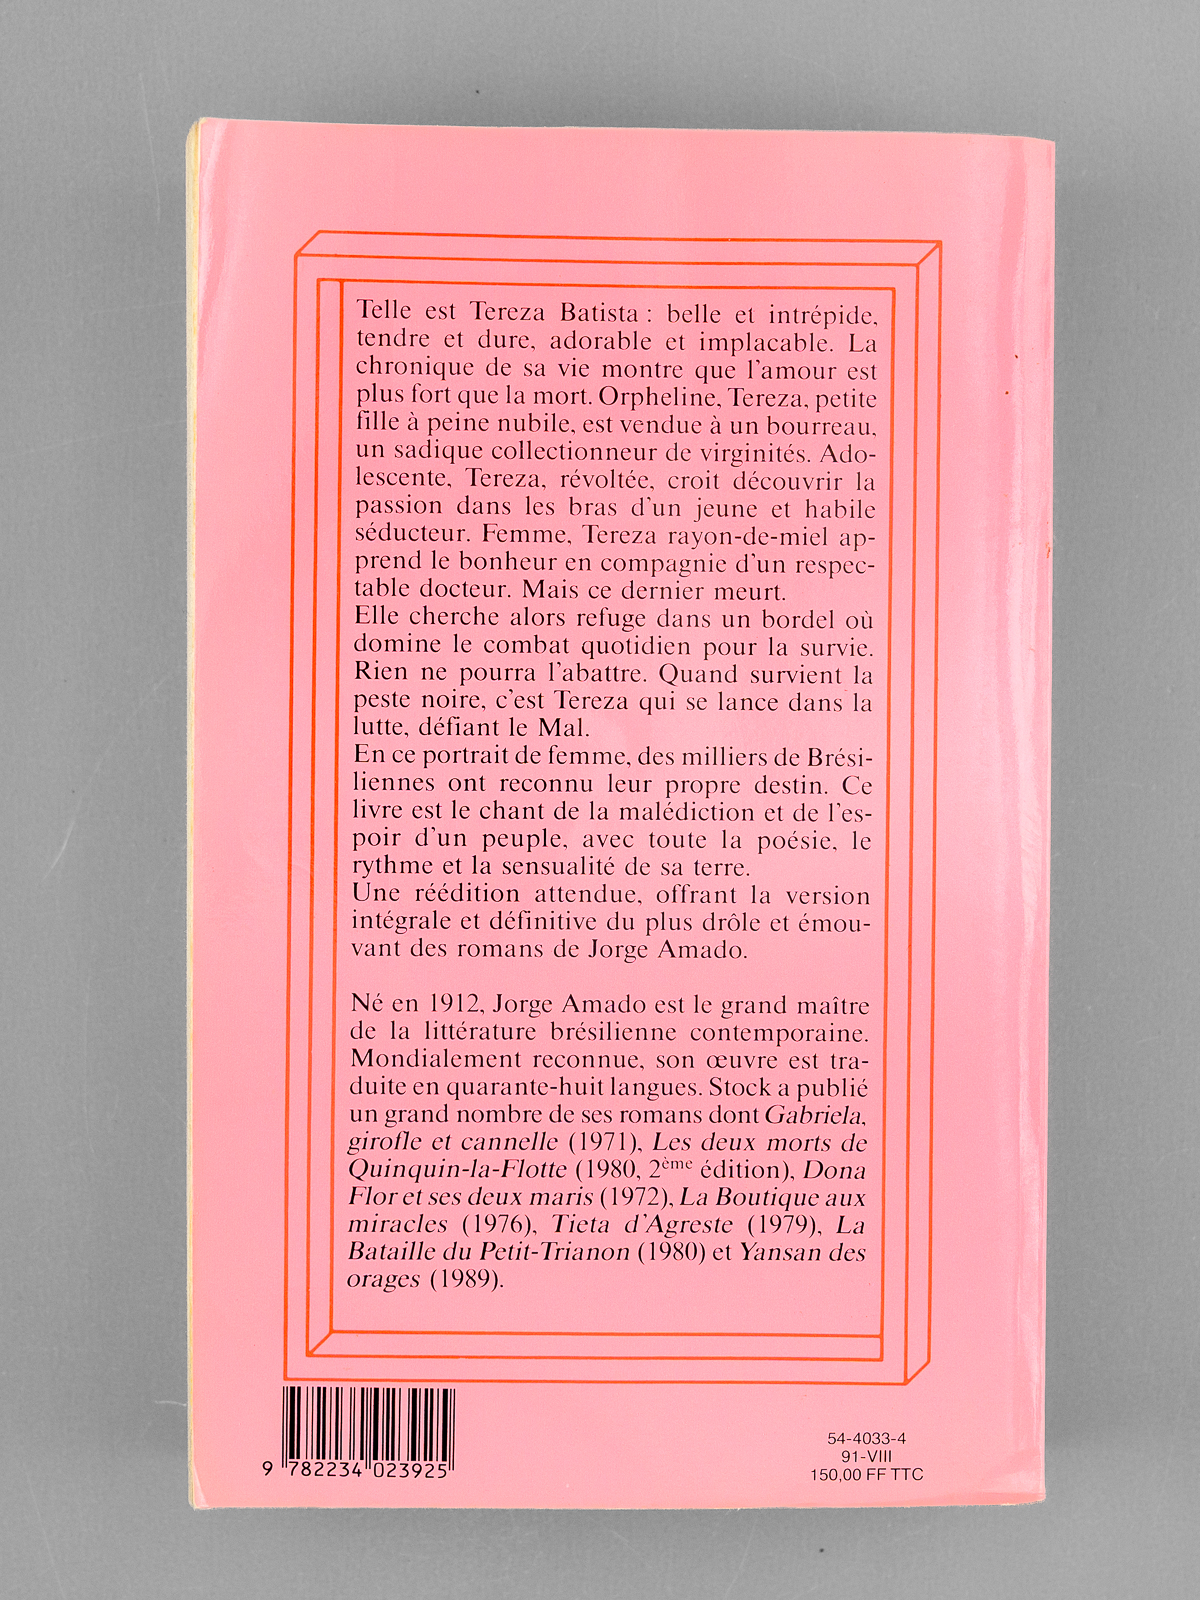 Telle est Tereza Batista : belle et intrépide,
tendre et dure, adorable et implacable. La
chronique de sa vie montre que l'amour est
plus fort que la mort. Orpheline, Tereza, petite
fille à peine nubile, est vendue à un bourreau,
un sadique collectionneur de virginités. Ado-
lescente, Tereza, révoltée, croit découvrir la
passion dans les bras d'un jeune et habile
séducteur. Femme, Tereza rayon-de-miel ap-
prend le bonheur en compagnie d'un respec-
table docteur. Mais ce dernier meurt.
Elle cherche alors refuge dans un bordel où
domine le combat quotidien pour la survie.
Rien ne pourra l'abattre. Quand survient la
peste noire, c'est Tereza qui se lance dans la
lutte, défiant le Mal.
En ce portrait de femme, des milliers de Brési-
liennes ont reconnu leur propre destin. Ce
livre est le chant de la malédiction et de l'es-
poir d'un peuple, avec toute la poésie, le
rythme et la sensualité de sa terre.
Une réédition attendue, offrant la version
intégrale et définitive du plus drôle et émou-
vant des romans de Jorge Amado.
Né en 1912, Jorge Amado est le grand maître
de la littérature brésilienne contemporaine.
Mondialement reconnue, son œuvre est tra-
duite en quarante-huit langues. Stock a publié
un grand nombre de ses romans dont Gabriela,
girofle et cannelle (1971), Les deux morts de
Quinquin-la-Flotte (1980, 2ème édition), Dona
Flor et ses deux maris (1972), La Boutique aux
miracles (1976), Tieta d'Agreste (1979), La
Bataille du Petit-Trianon (1980) et Yansan des
orages (1989).
9 782234 023925
54-4033-4
91-VIII
150,00 FF TTC